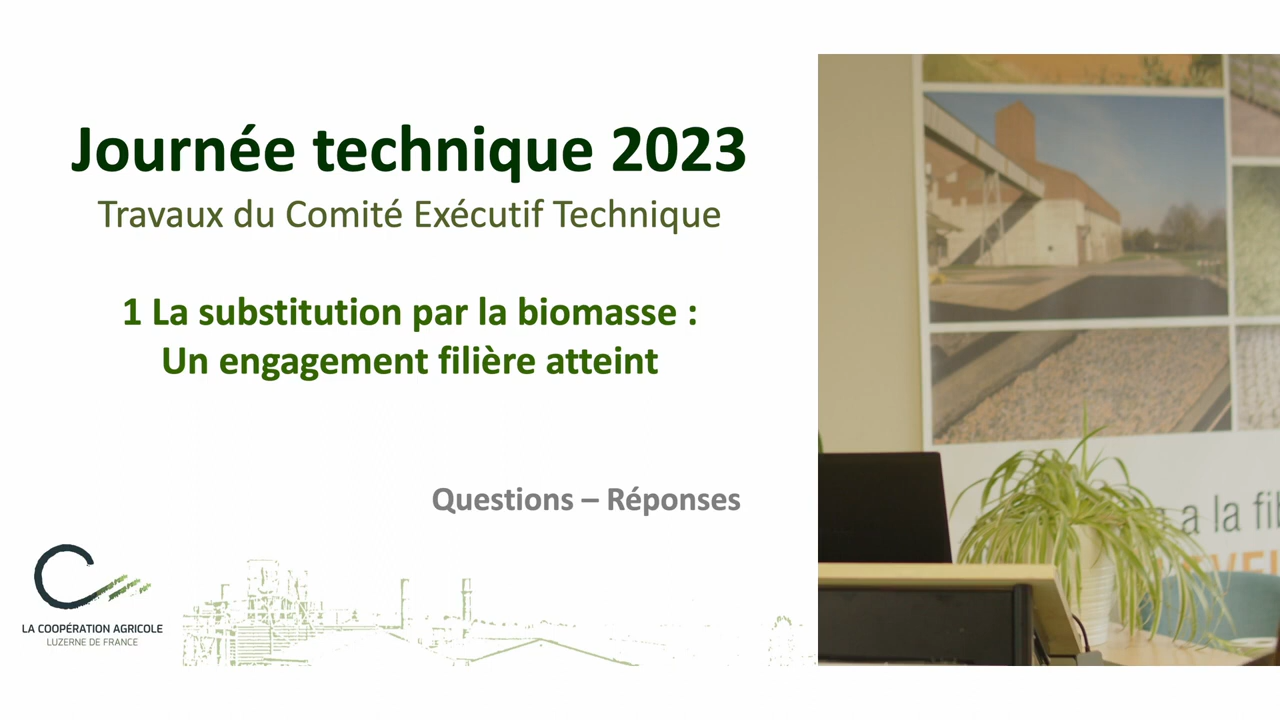 Journée technique 2023
Travaux du Comité Exécutif Technique
1 La substitution par la biomasse :
Un engagement filière atteint
Questions – Réponses
LA COOPÉRATION AGRICOLE
LUZERNE DE FRANCE
a la